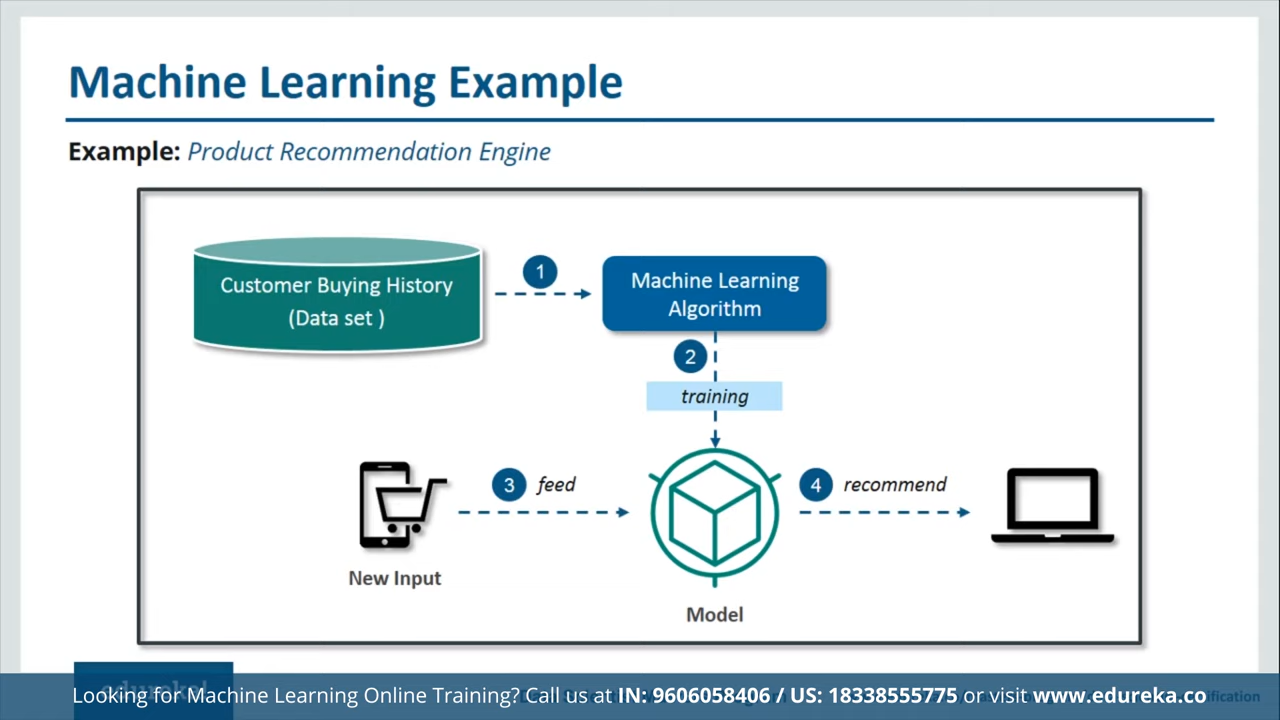 Machine Learning Example
Example: Product Recommendation Engine
Customer Buying History
(Data set )
1
Machine Learning
Algorithm
2
training
3 feed
4 recommend
New Input
Model
Looking for Machine Learning Online Training? Call us at IN: 9606058406 / US: 18338555775 or visit www.edureka.co